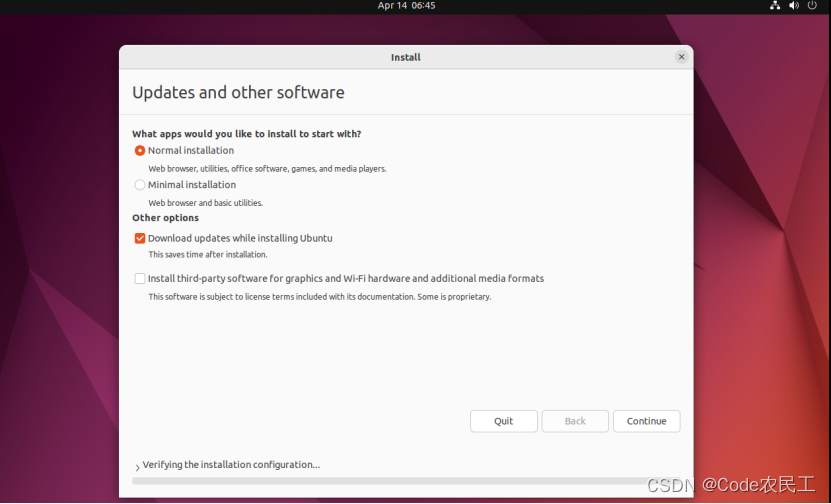 Apr 14 06:45
Install
Updates and other software
What apps would you like to install to start with?
Normal installation
Web browser, utilities, office software, games, and media players.
Minimal installation
Web browser and basic utilities.
Other options
Download updates while installing Ubuntu
This saves time after installation.
Install third-party software for graphics and Wi-Fi hardware and additional media formats
This software is subject to license terms included with its documentation. Some is proprietary.
Quit Back Continue
Verifying the installation configuration...
CSDN @Code农民工